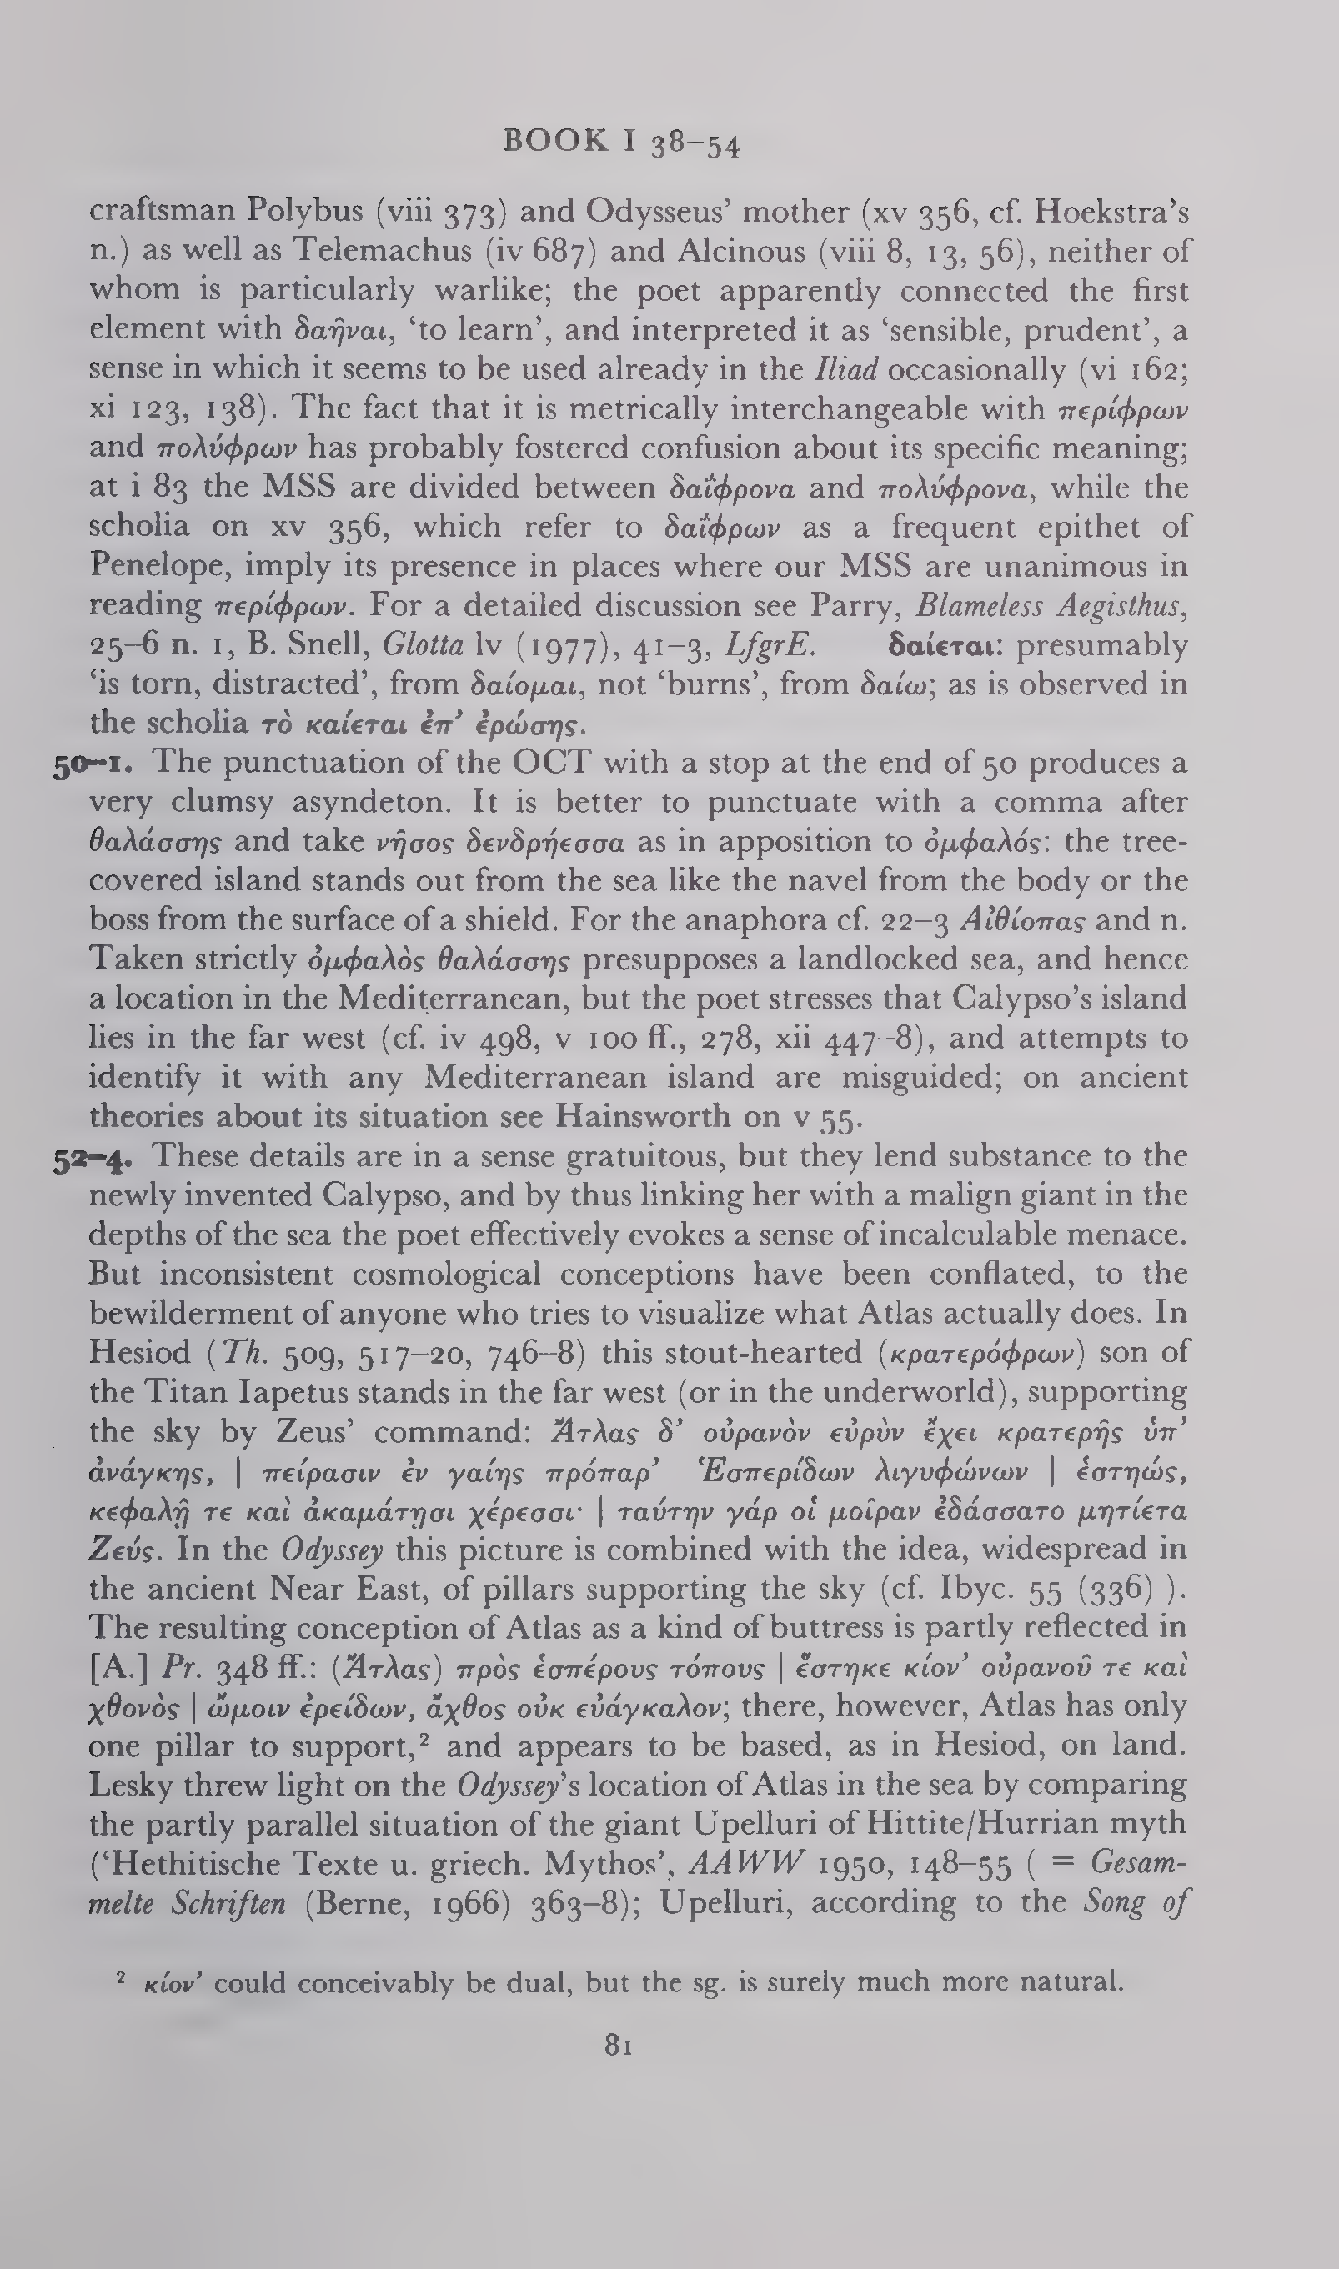 BOOK I 38–54
craftsman Polybus (viii 373) and Odysseus’ mother (xv 356, cf. Hoekstra’s
n.) as well as Telemachus (iv 687) and Alcinous (viii 8, 13, 56), neither of
whom is particularly warlike; the poet apparently connected the first
element with δαῆναι, ‘to learn’, and interpreted it as ‘sensible, prudent’, a
sense in which it seems to be used already in the Iliad occasionally (vi 162;
xi 123, 138). The fact that it is metrically interchangeable with περίφρων
and πολύφρων has probably fostered confusion about its specific meaning;
at i 83 the MSS are divided between δαΐφρονα and πολύφρονα, while the
scholia on xv 356, which refer to δαΐφρων as a frequent epithet of
Penelope, imply its presence in places where our MSS are unanimous in
reading περίφρων. For a detailed discussion see Parry, Blameless Aegisthus,
25–6 n. 1, B. Snell, Glotta lv (1977), 41–3, LfgrE. δαίεται: presumably
‘is torn, distracted’, from δαίομαι, not ‘burns’, from δαίω; as is observed in
the scholia τὸ καίεται ἐπ’ ἐρώσης.
50–1. The punctuation of the OCT with a stop at the end of 50 produces a
very clumsy asyndeton. It is better to punctuate with a comma after
θαλάσσης and take νῆσος δενδρήεσσα as in apposition to ὀμφαλός: the tree-
covered island stands out from the sea like the navel from the body or the
boss from the surface of a shield. For the anaphora cf. 22–3 Αἰθίοπας and n.
Taken strictly ὀμφαλὸς θαλάσσης presupposes a landlocked sea, and hence
a location in the Mediterranean, but the poet stresses that Calypso’s island
lies in the far west (cf. iv 498, v 100 ff., 278, xii 447–8), and attempts to
identify it with any Mediterranean island are misguided; on ancient
theories about its situation see Hainsworth on v 55.
52–4. These details are in a sense gratuitous, but they lend substance to the
newly invented Calypso, and by thus linking her with a malign giant in the
depths of the sea the poet effectively evokes a sense of incalculable menace.
But inconsistent cosmological conceptions have been conflated, to the
bewilderment of anyone who tries to visualize what Atlas actually does. In
Hesiod (Th. 509, 517–20, 746–8) this stout-hearted (κρατερόφρων) son of
the Titan Iapetus stands in the far west (or in the underworld), supporting
the sky by Zeus’ command: Ἄτλας δ’ οὐρανὸν εὐρὺν ἔχει κρατερῆς ὑπ’
ἀνάγκης, | πείρασιν ἐν γαίης πρόπαρ’ Ἑσπερίδων λιγυφώνων | ἑστηώς,
κεφαλῇ τε καὶ ἀκαμάτῃσι χέρεσσι· | ταύτην γάρ οἱ μοῖραν ἐδάσσατο μητίετα
Ζεύς. In the Odyssey this picture is combined with the idea, widespread in
the ancient Near East, of pillars supporting the sky (cf. Ibyc. 55 (336) ).
The resulting conception of Atlas as a kind of buttress is partly reflected in
[A.] Pr. 348 ff.: (Ἄτλας) πρὸς ἑσπέρους τόπους | ἕστηκε κίον’ οὐρανοῦ τε καὶ
χθονὸς | ὤμοιν ἐρείδων, ἄχθος οὐκ εὐάγκαλον; there, however, Atlas has only
one pillar to support,² and appears to be based, as in Hesiod, on land.
Lesky threw light on the Odyssey’s location of Atlas in the sea by comparing
the partly parallel situation of the giant Upelluri of Hittite/Hurrian myth
(‘Hethitische Texte u. griech. Mythos’, AAWW 1950, 148–55 ( = Gesam-
melte Schriften (Berne, 1966) 363–8); Upelluri, according to the Song of
² κίον’ could conceivably be dual, but the sg. is surely much more natural.
81